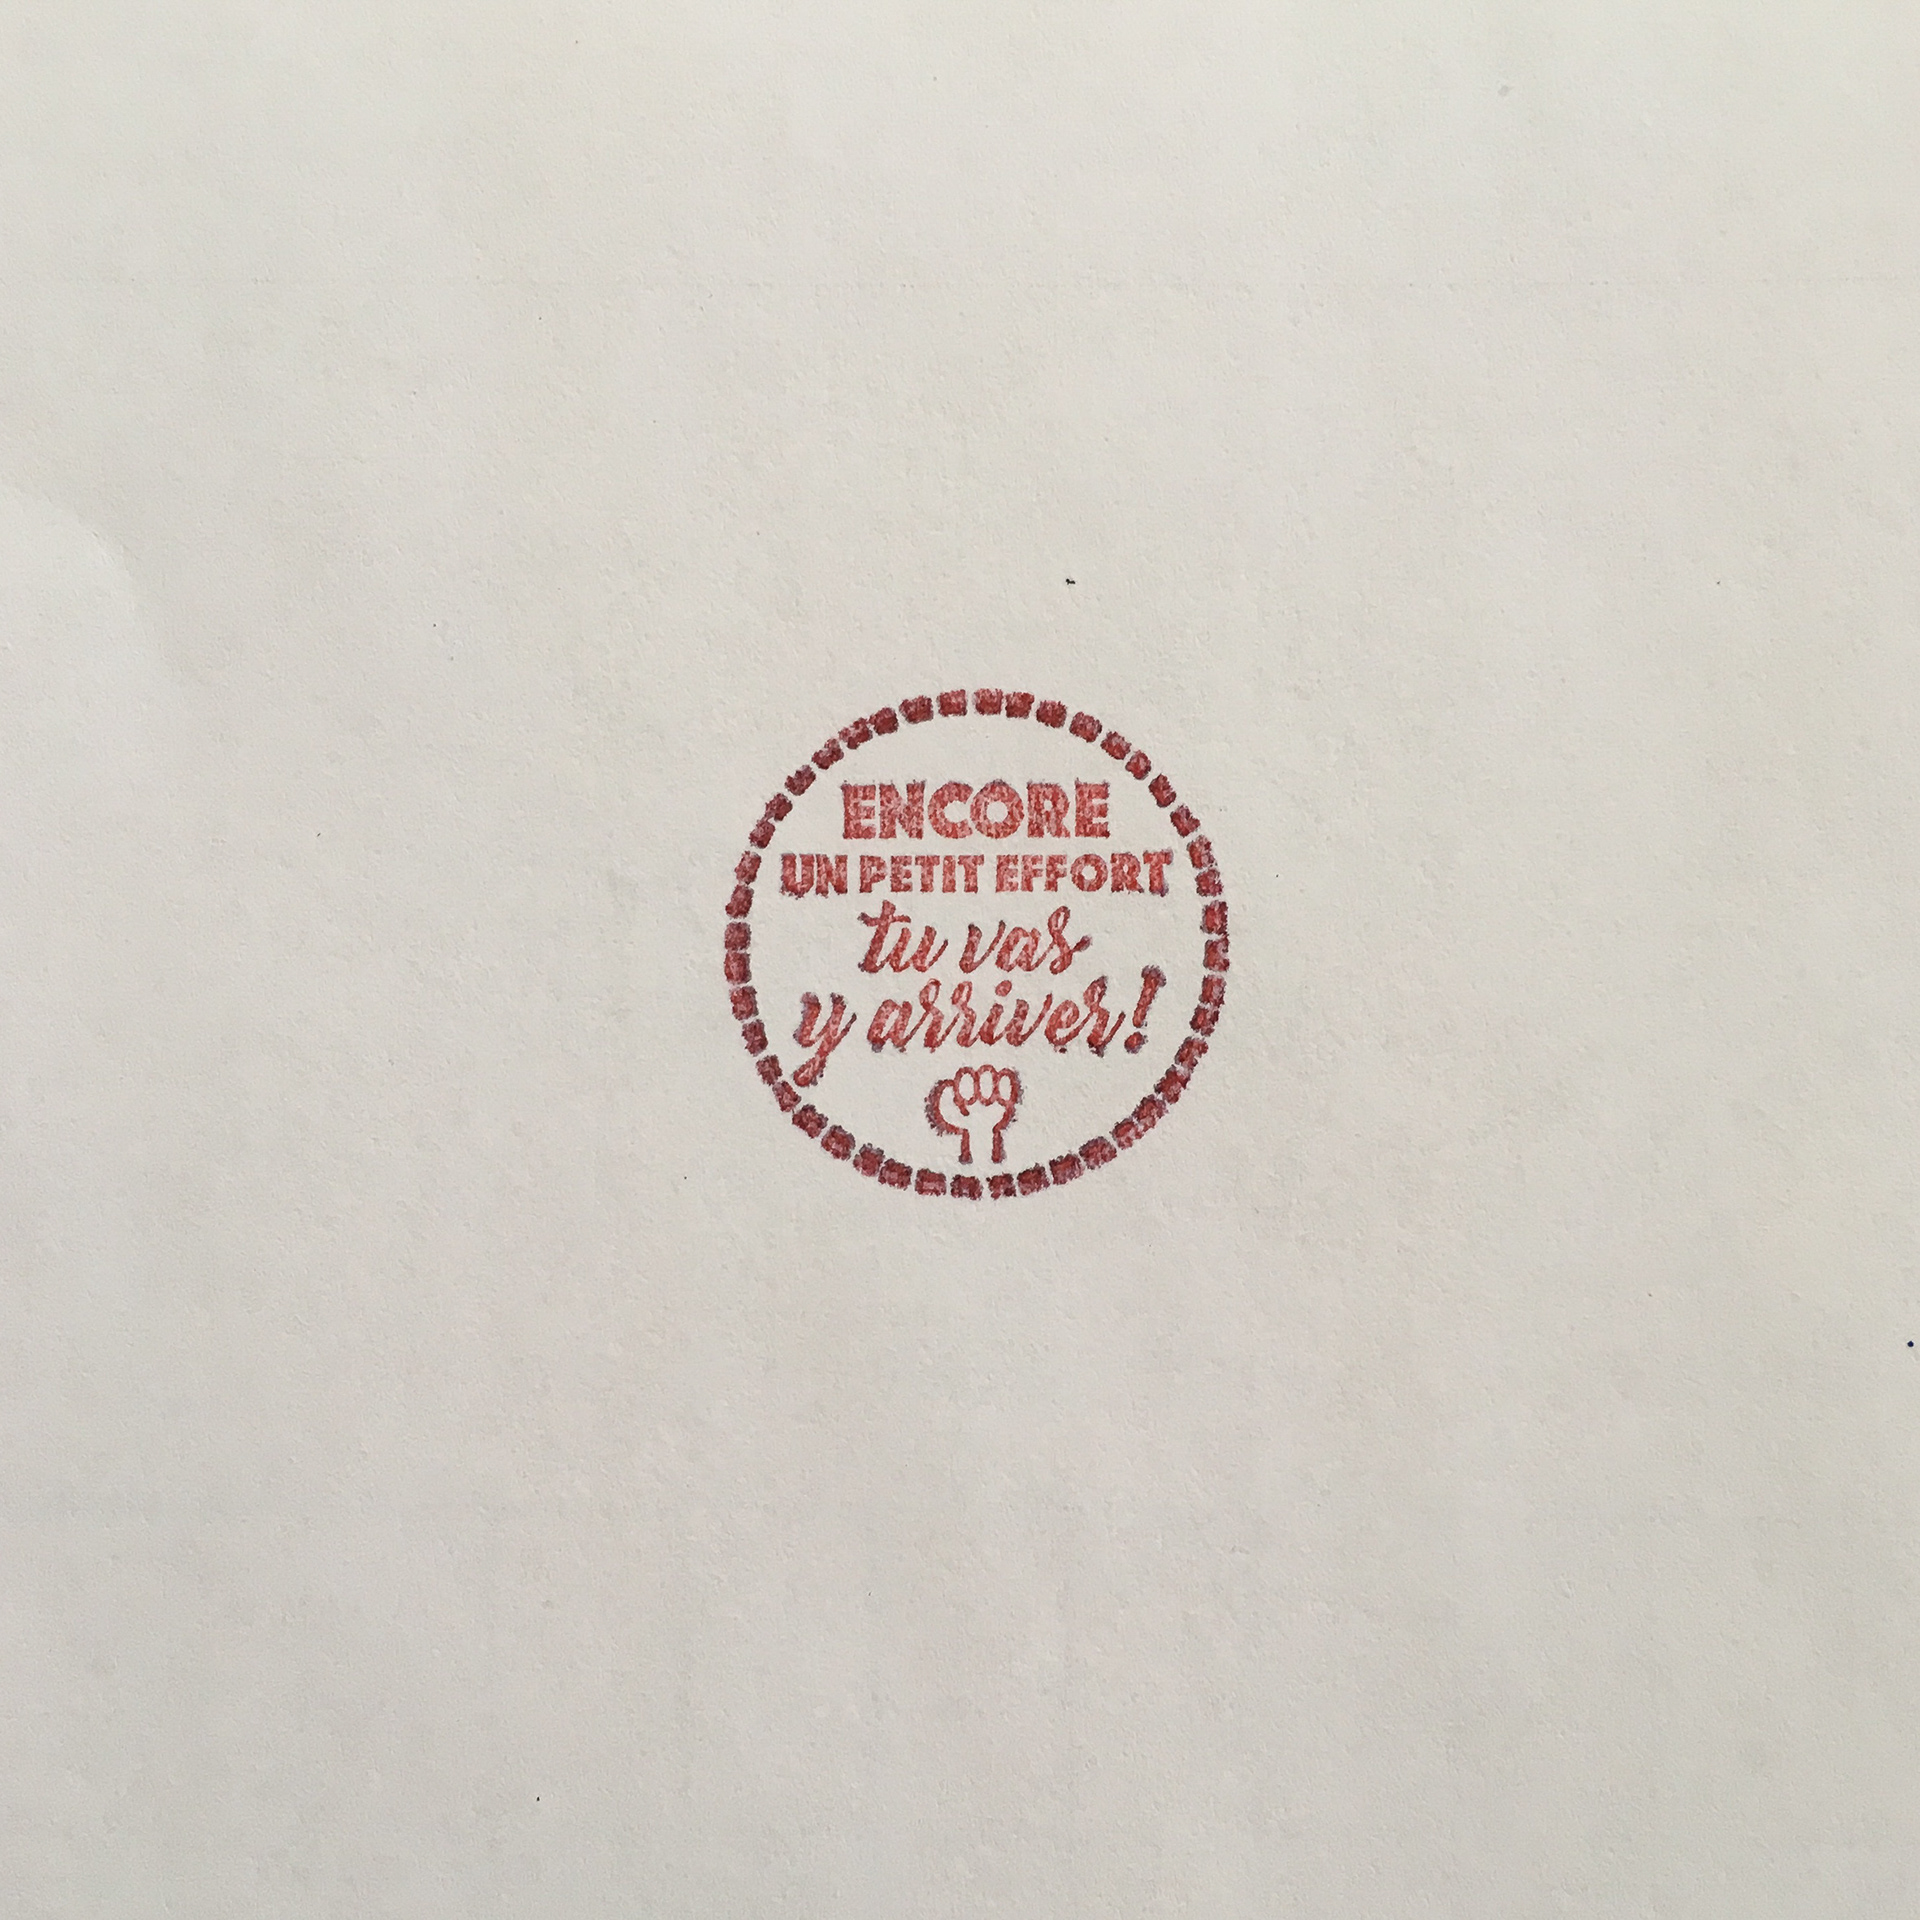 ENCORE
UN PETIT EFFORT
tu vas
y arriver!